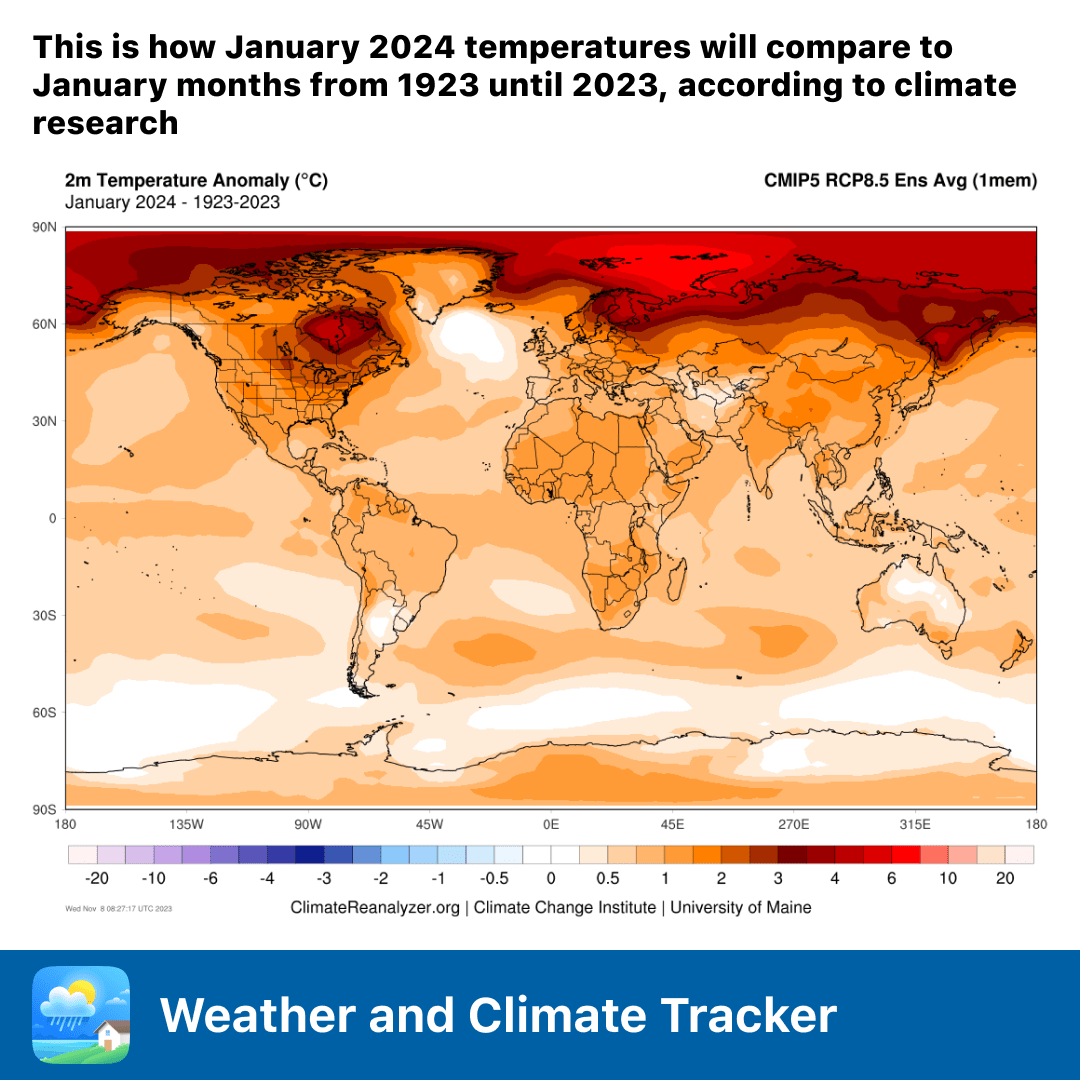 This is how January 2024 temperatures will compare to
January months from 1923 until 2023, according to climate
research
2m Temperature Anomaly (°C)
CMIP5 RCP8.5 Ens Avg (1mem)
January 2024 - 1923-2023
90N
60N
30N
0
30S
60S
90S
180 135W 90W 45W 0E 45E 270E 315E 180
-20 -10 -6 -4 -3 -2 -1 -0.5 0 0.5 1 2 3 4 6 10 20
Wed Nov 8 08:27:17 UTC 2023
ClimateReanalyzer.org | Climate Change Institute | University of Maine
Weather and Climate Tracker